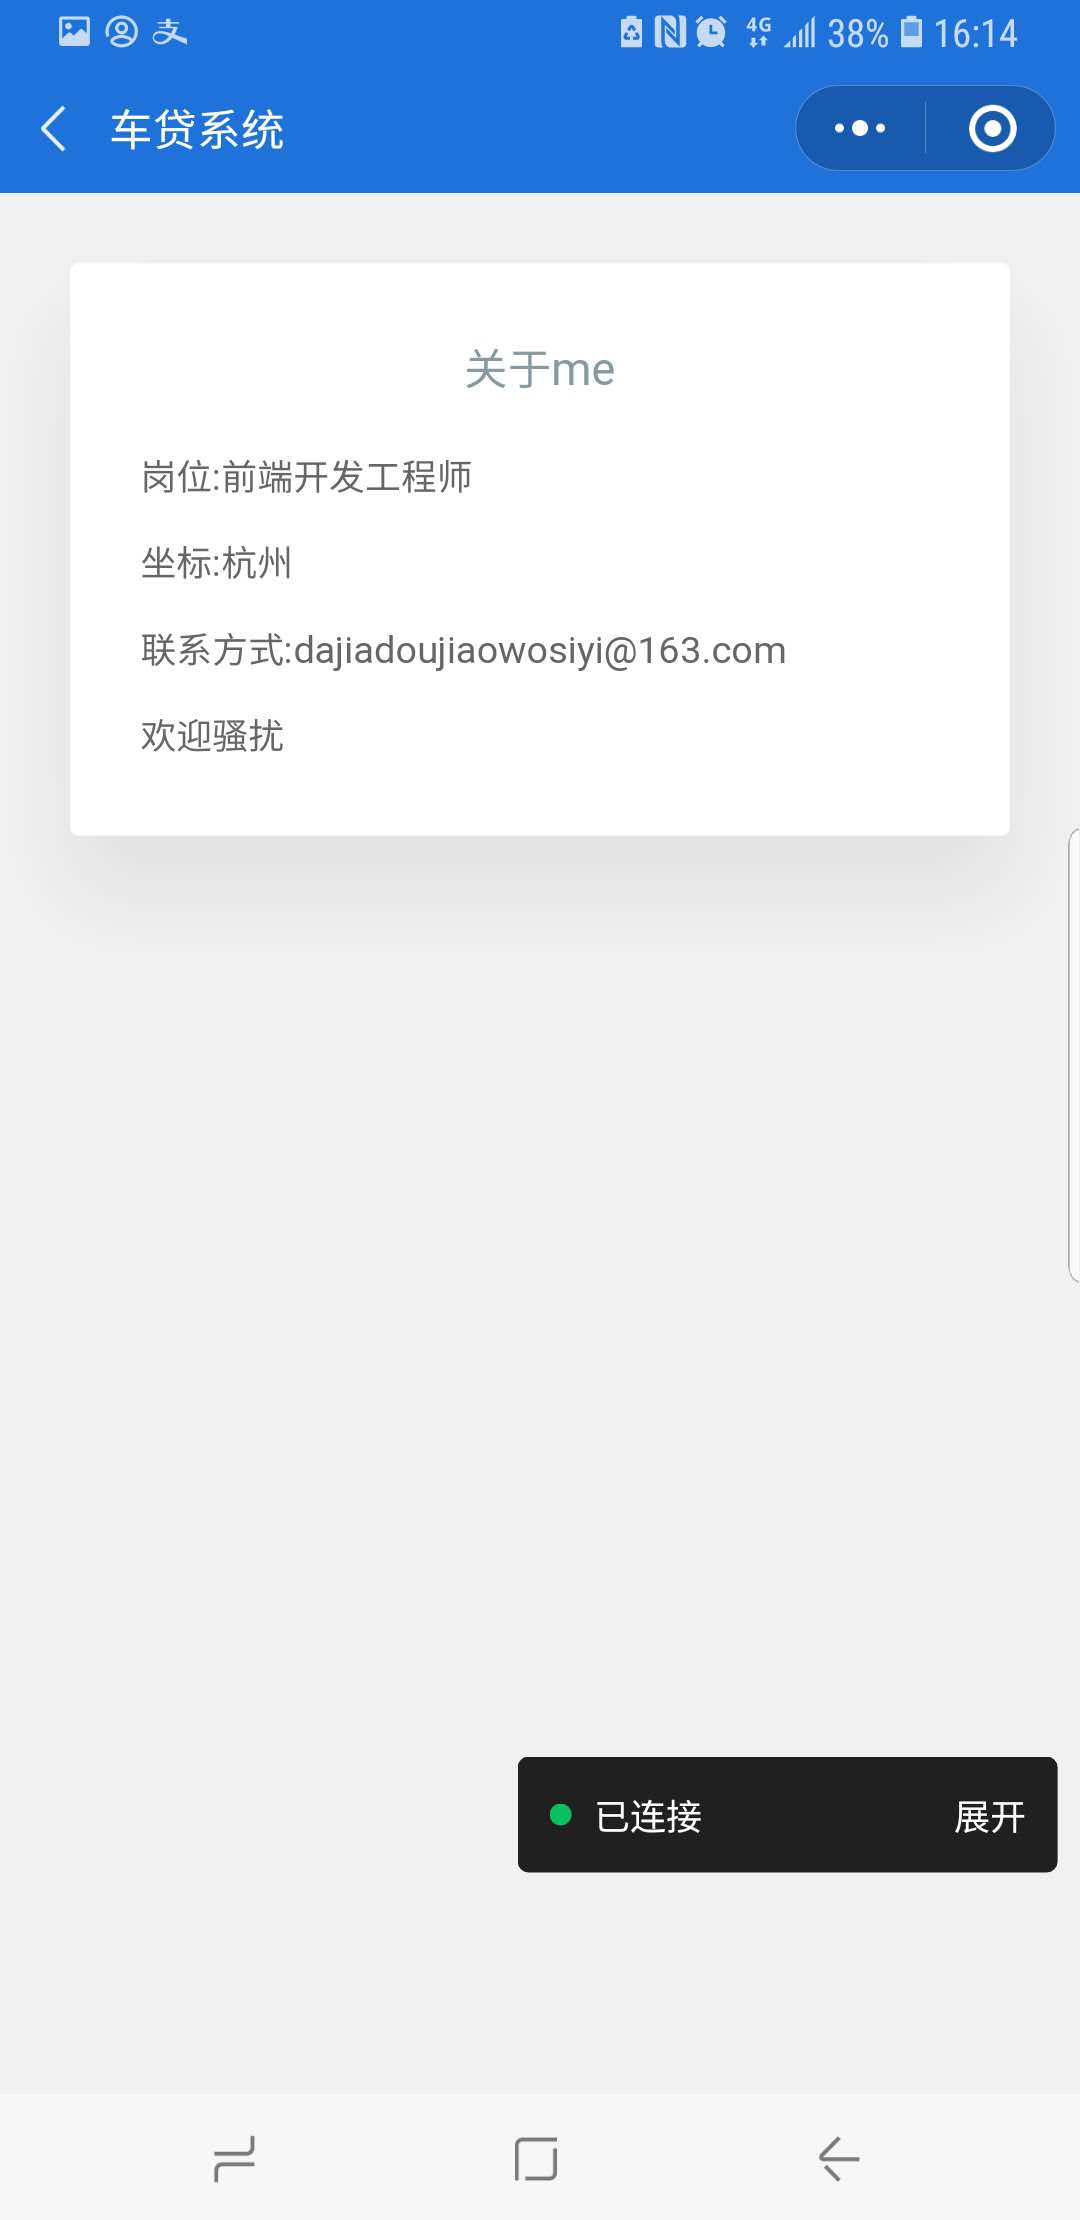 4G 38% 16:14
车贷系统
关于me
岗位:前端开发工程师
坐标:杭州
联系方式:dajiadoujiaowosiyi@163.com
欢迎骚扰
已连接 展开